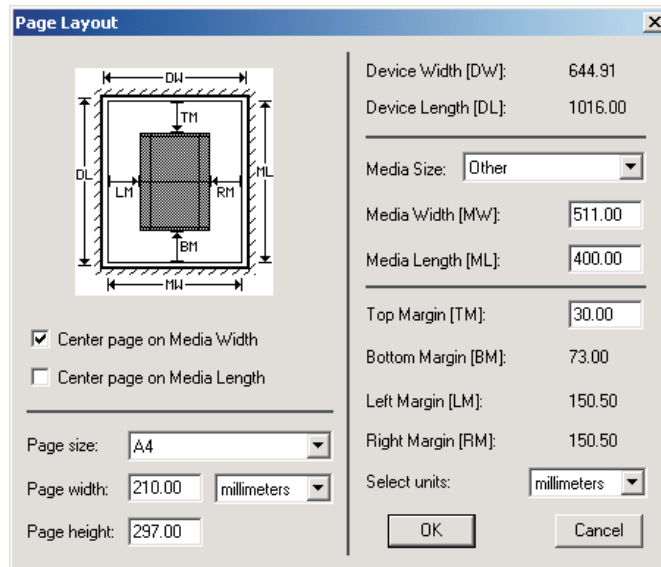 Page Layout
DW
TM
DL
ML
LM
RM
BM
MW
Center page on Media Width
Center page on Media Length
Page size: A4
Page width: 210.00 millimeters
Page height: 297.00
Device Width [DW]: 644.91
Device Length [DL]: 1016.00
Media Size: Other
Media Width [MW]: 511.00
Media Length [ML]: 400.00
Top Margin [TM]: 30.00
Bottom Margin [BM]: 73.00
Left Margin [LM]: 150.50
Right Margin [RM]: 150.50
Select units: millimeters
OK Cancel